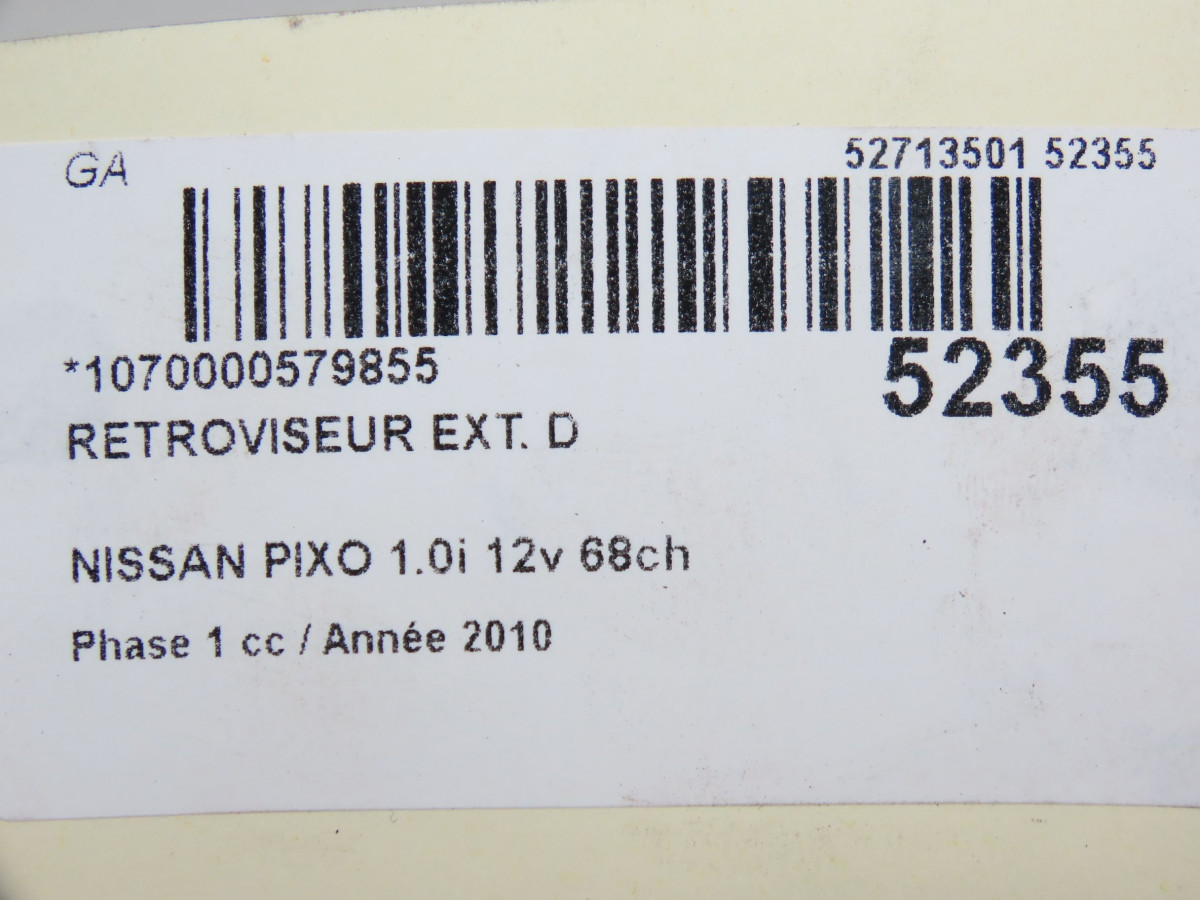 GA
52713501 52355
*1070000579855
52355
RETROVISEUR EXT. D
NISSAN PIXO 1.0i 12v 68ch
Phase 1 cc / Année 2010